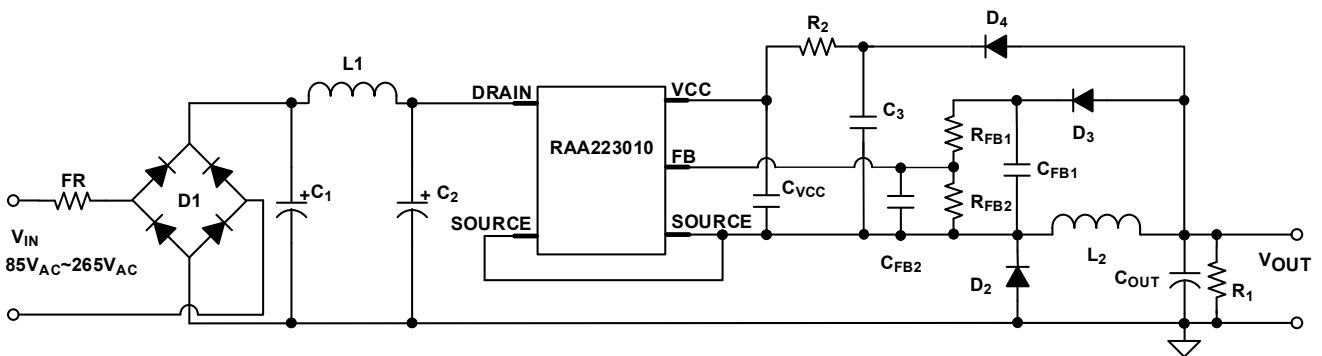 R2
D4
L1
DRAIN
VCC
C3
RFB1
D3
RAA223010
FB
CFB1
FR
D1
+C1
+ C2
CVCC
RFB2
SOURCE
SOURCE
VIN
85VAC~265VAC
CFB2
D2
L2
COUT
R1
VOUT